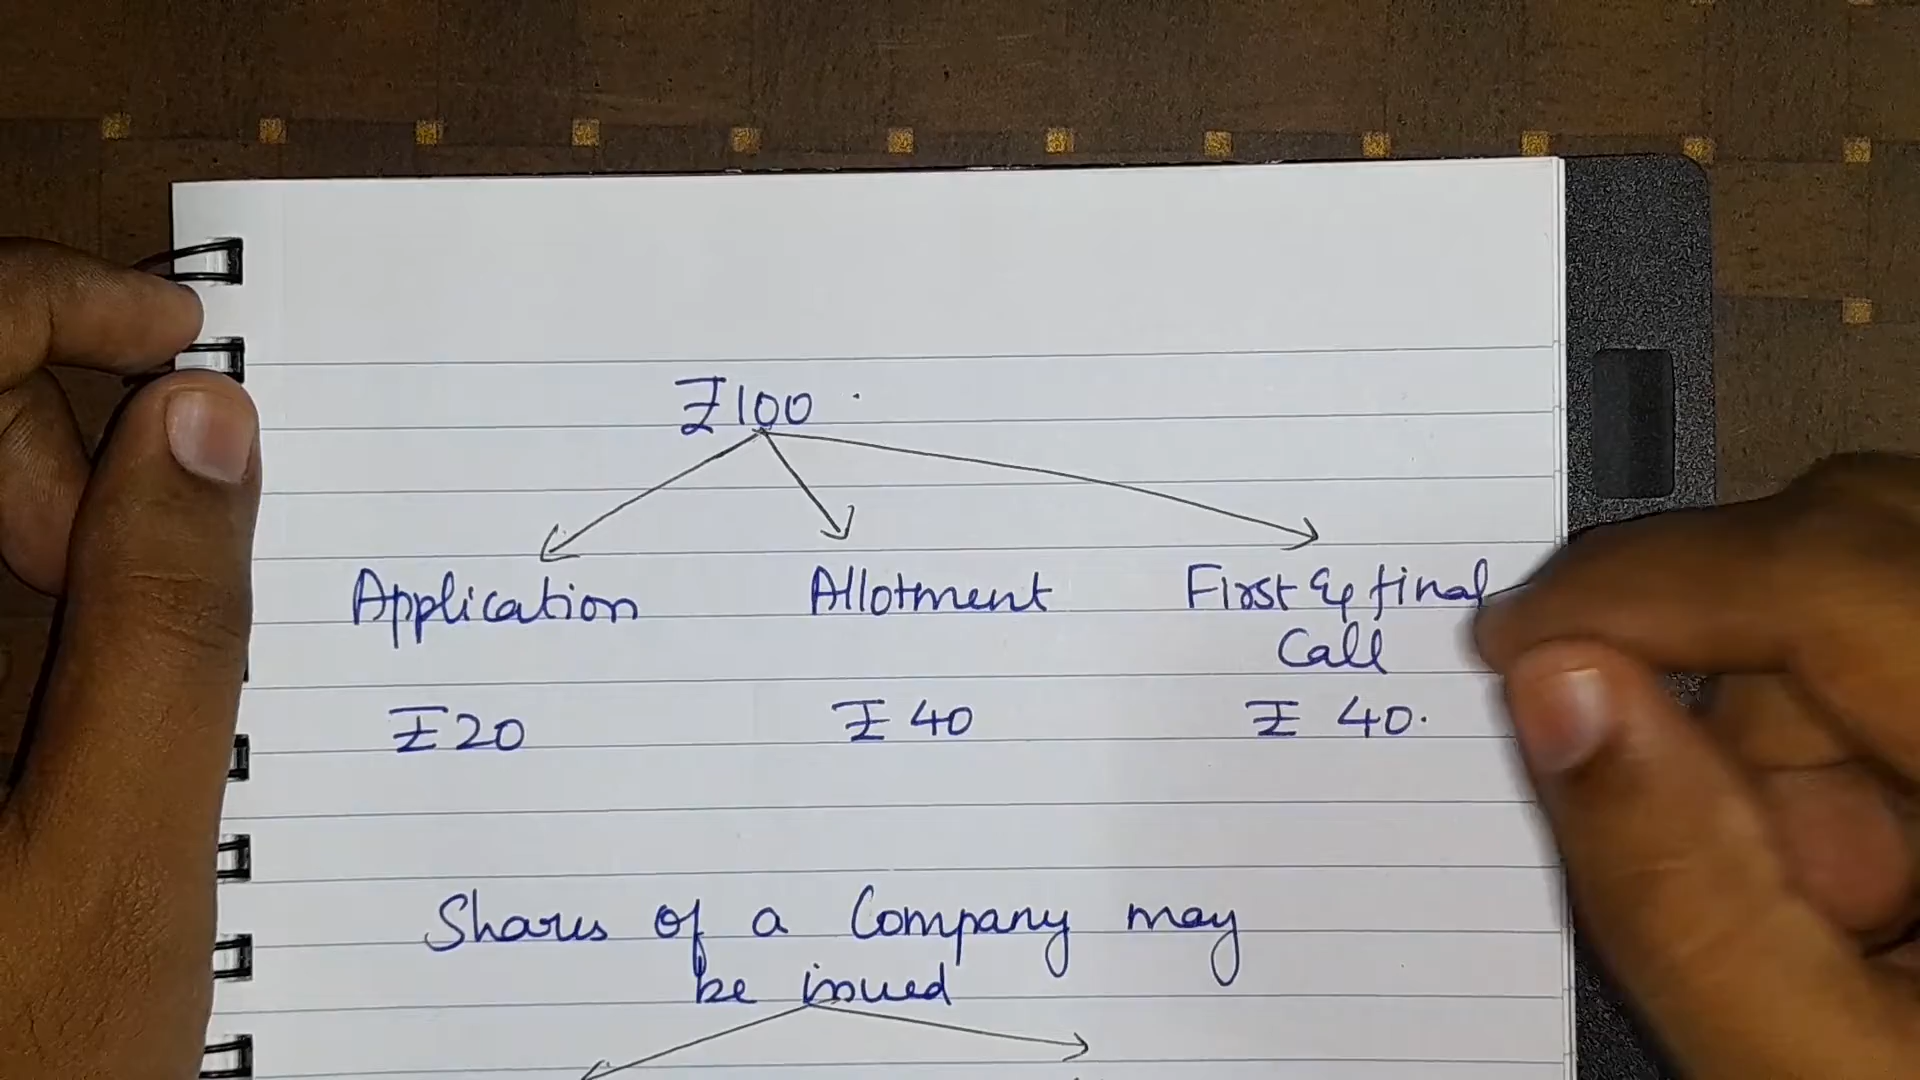 ₹100
Application Allotment First & final
Call
₹20 ₹ 40 ₹ 40.
Shares of a Company may
be issued